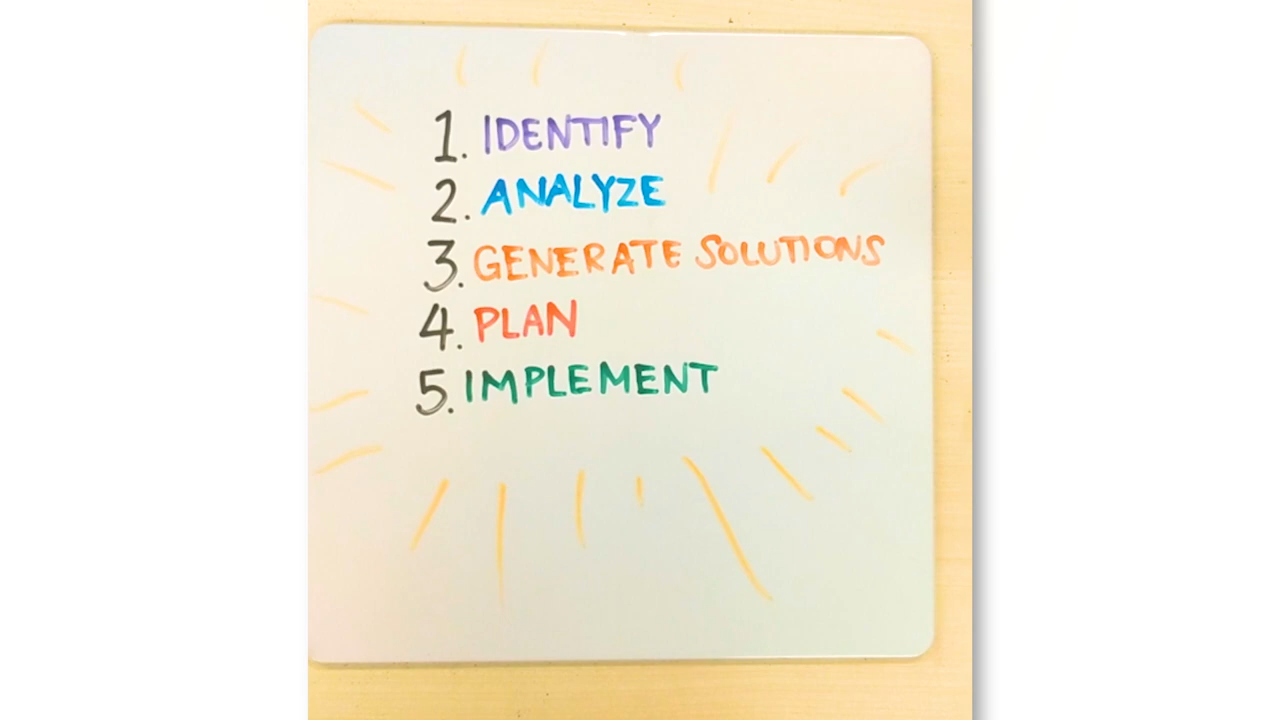 1. IDENTIFY
2. ANALYZE
3. GENERATE SOLUTIONS
4. PLAN
5. IMPLEMENT